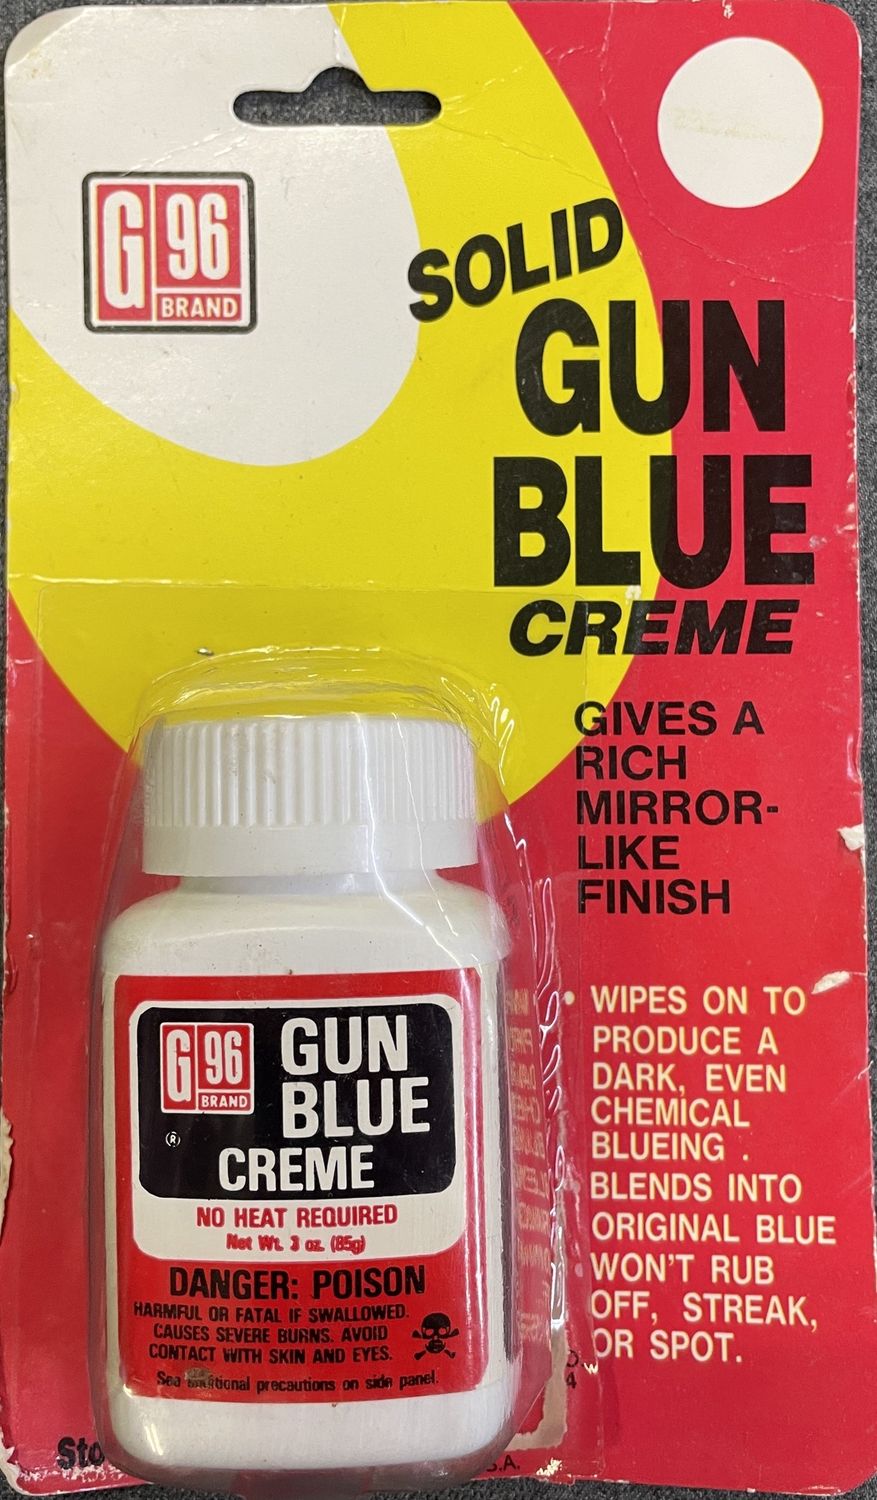 G 96
BRAND
SOLID
GUN
BLUE
CREME
GIVES A
RICH
MIRROR-
LIKE
FINISH
• WIPES ON TO
PRODUCE A
DARK, EVEN
CHEMICAL
BLUEING .
BLENDS INTO
ORIGINAL BLUE
WON'T RUB
OFF, STREAK,
OR SPOT.
G 96
BRAND
®
GUN
BLUE
CREME
NO HEAT REQUIRED
Net Wt. 3 oz. (85g)
DANGER: POISON
HARMFUL OR FATAL IF SWALLOWED.
CAUSES SEVERE BURNS. AVOID
CONTACT WITH SKIN AND EYES.
See additional precautions on side panel.
Sto
S.A.